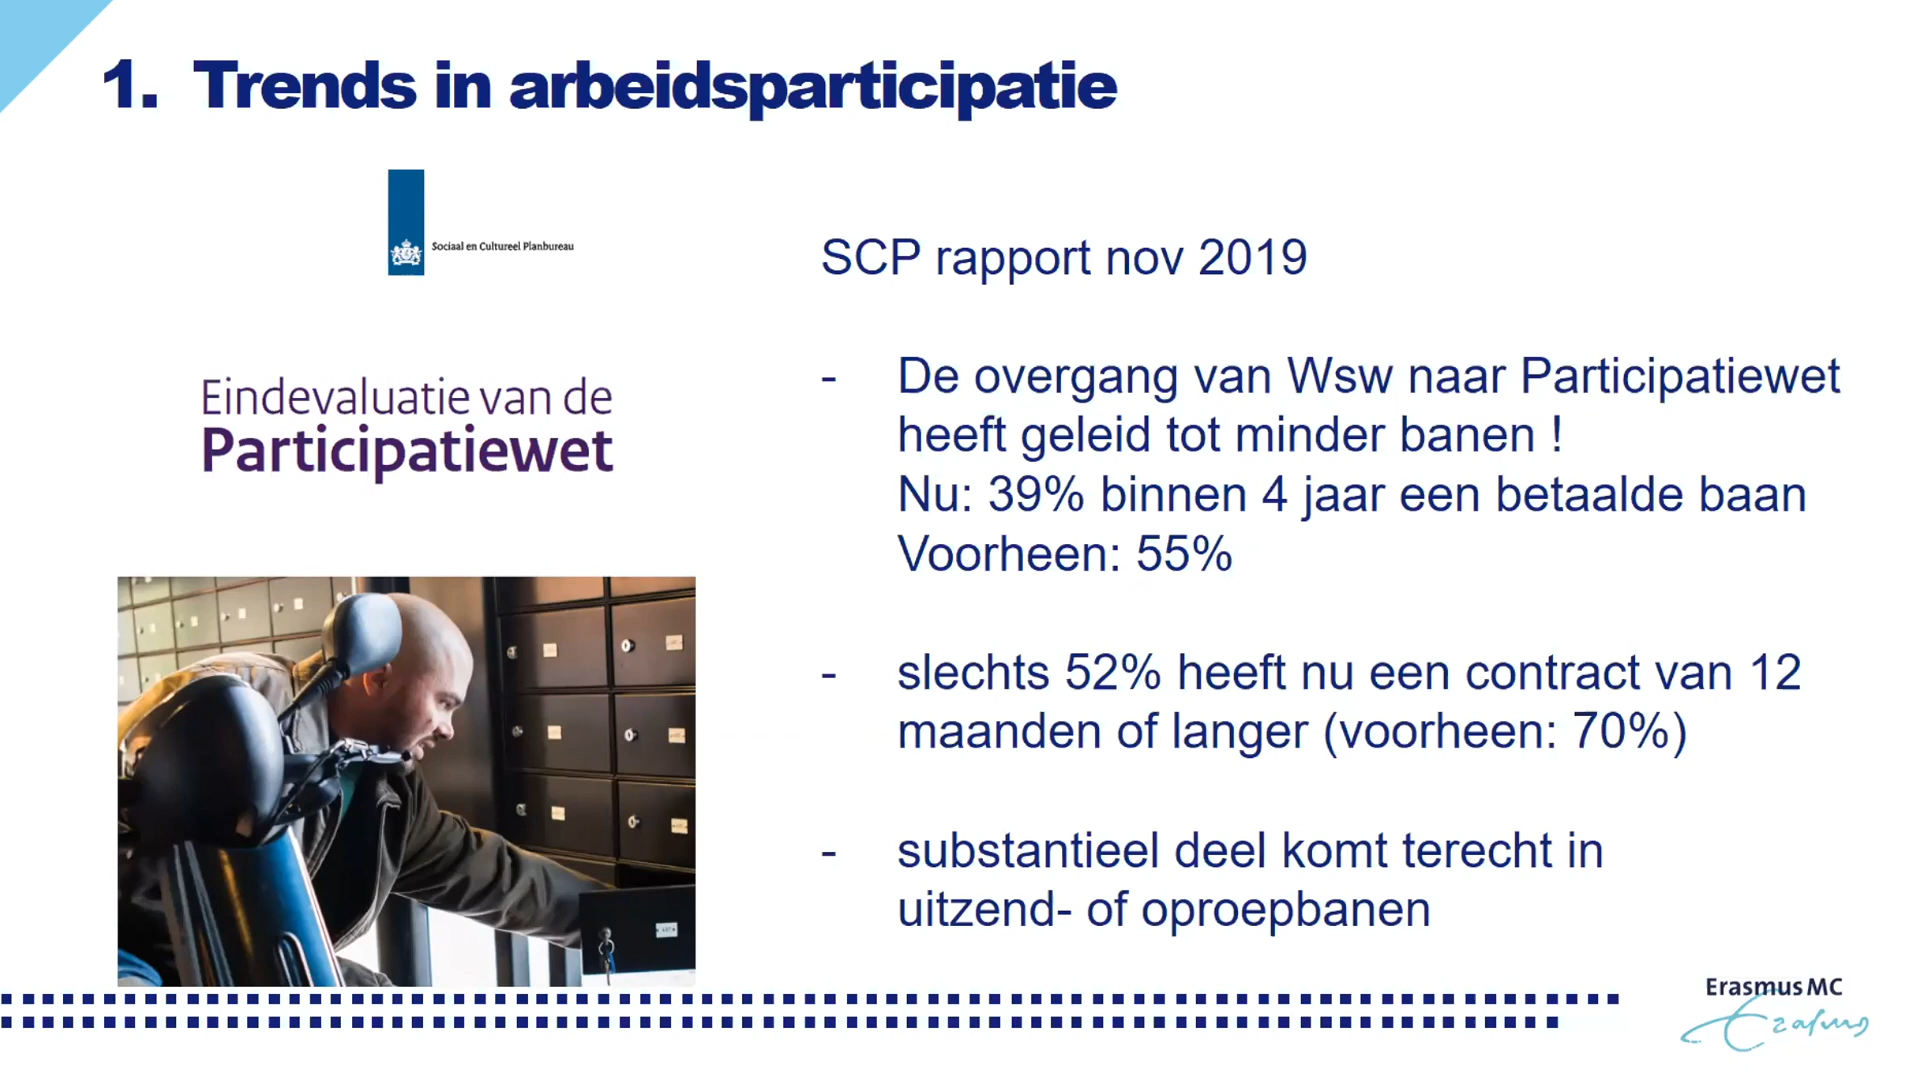 1. Trends in arbeidsparticipatie
Sociaal en Cultureel Planbureau
Eindevaluatie van de
Participatiewet
SCP rapport nov 2019
- De overgang van Wsw naar Participatiewet
heeft geleid tot minder banen !
Nu: 39% binnen 4 jaar een betaalde baan
Voorheen: 55%
- slechts 52% heeft nu een contract van 12
maanden of langer (voorheen: 70%)
- substantieel deel komt terecht in
uitzend- of oproepbanen
Erasmus MC
Erasmus